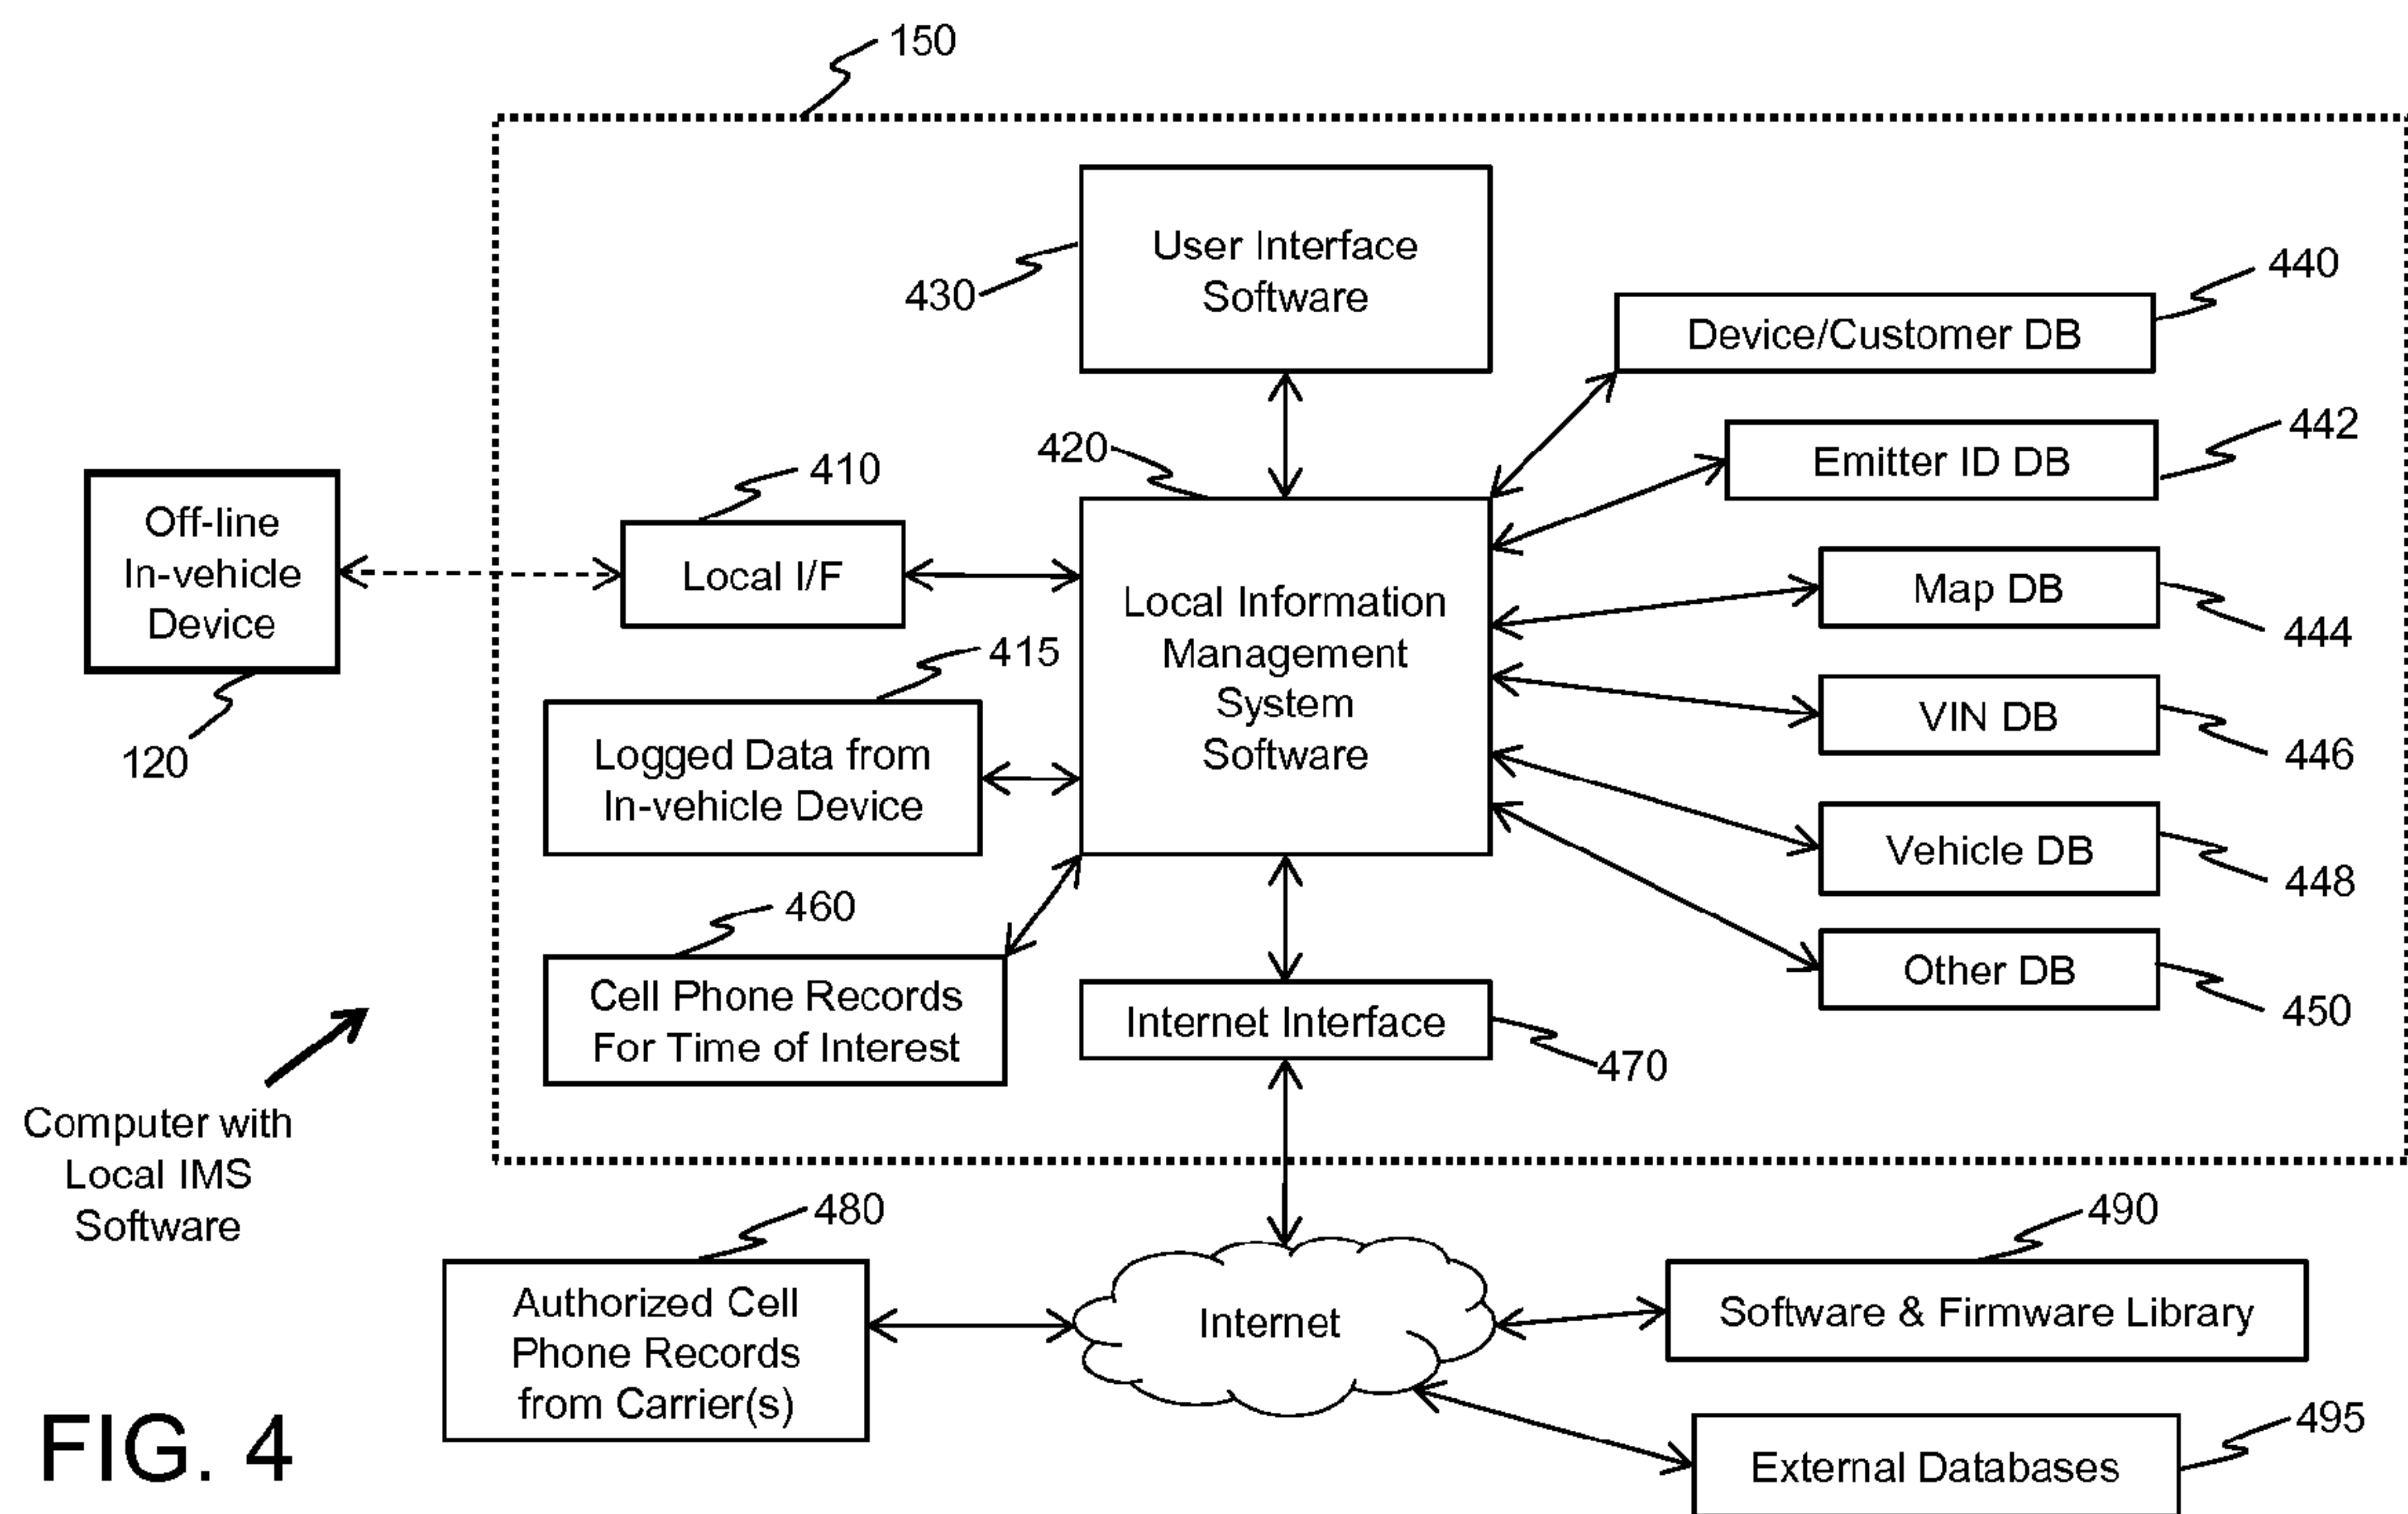 150
User Interface
Software
430
440
Device/Customer DB
442
Emitter ID DB
420
410
Off-line
In-vehicle
Device
120
Local I/F
Local Information
Management
System
Software
Map DB
444
415
Logged Data from
In-vehicle Device
VIN DB
446
Vehicle DB
448
460
Cell Phone Records
For Time of Interest
Other DB
450
Internet Interface
470
Computer with
Local IMS
Software
480
Authorized Cell
Phone Records
from Carrier(s)
Internet
490
Software & Firmware Library
495
External Databases
FIG. 4